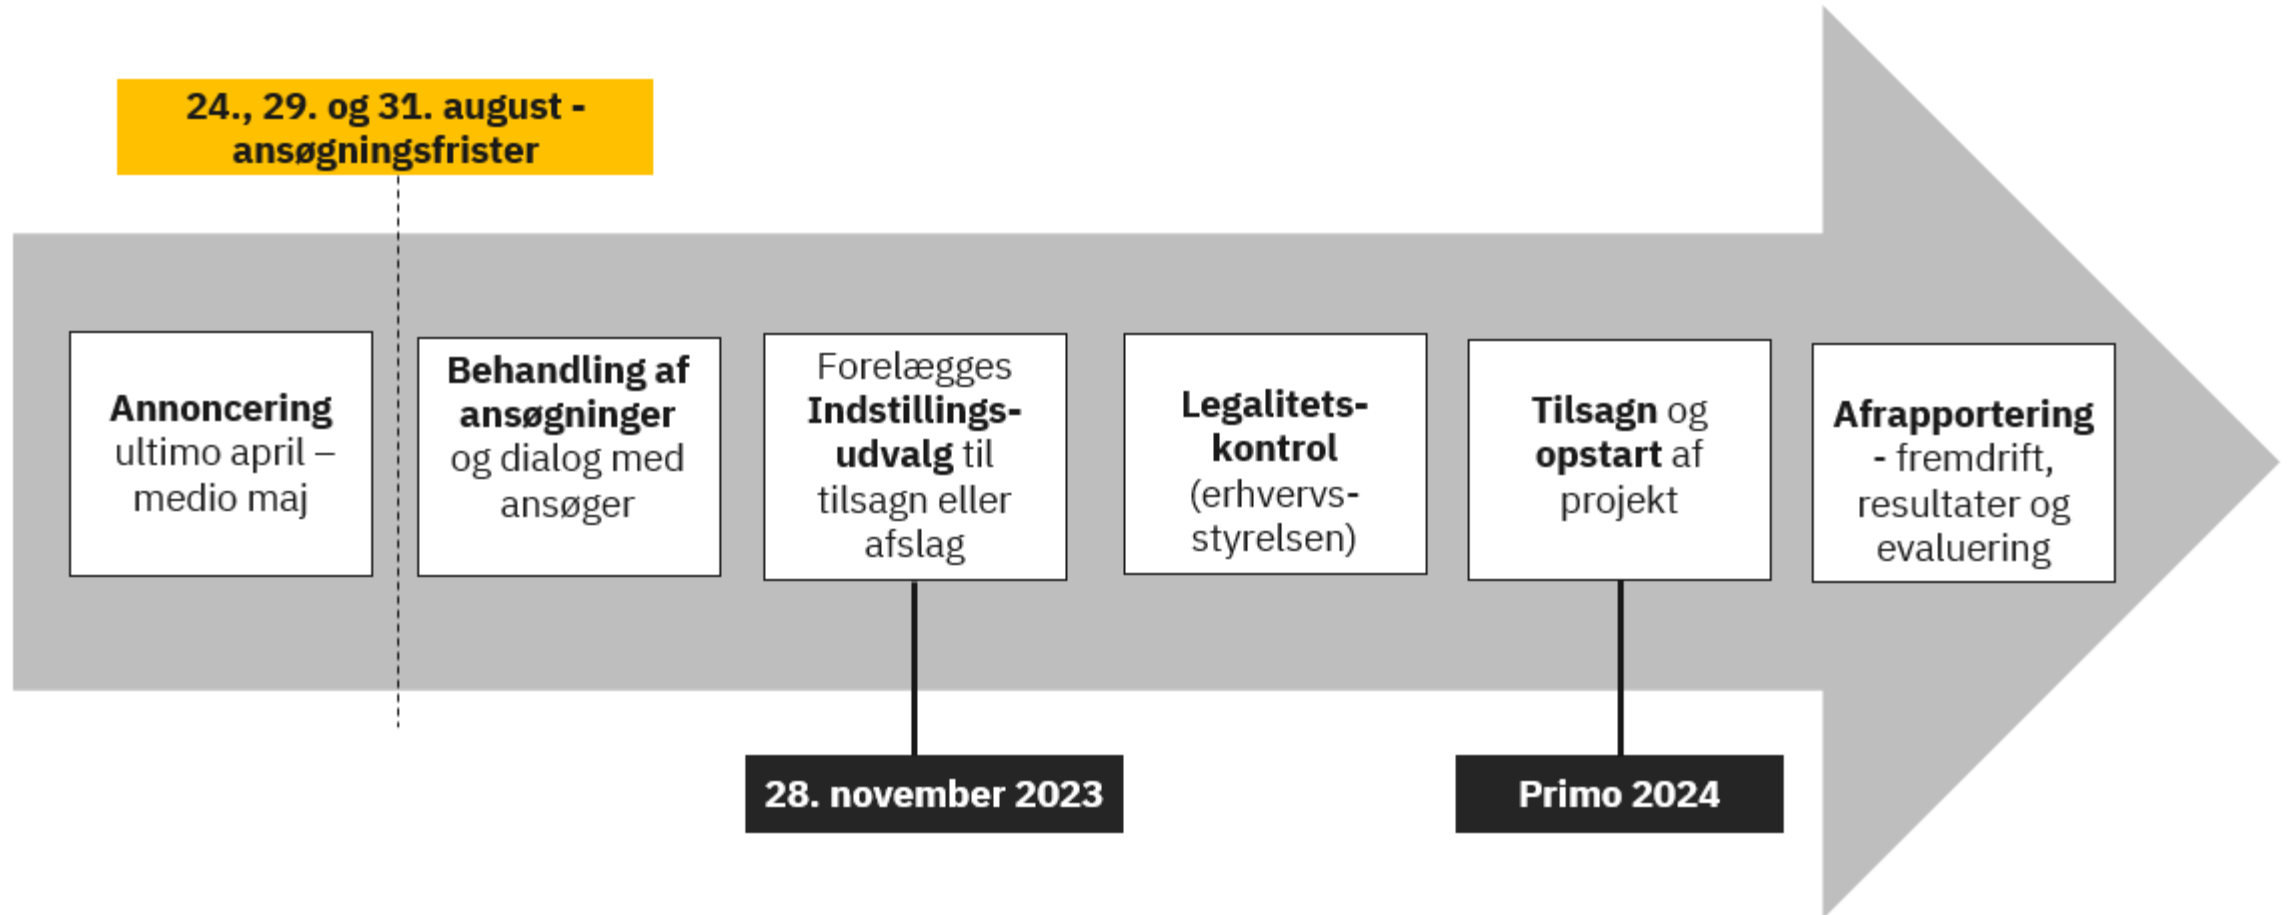 24., 29. og 31. august -
ansøgningsfrister
Annoncering
ultimo april –
medio maj
Behandling af
ansøgninger
og dialog med
ansøger
Forelægges
Indstillings-
udvalg til
tilsagn eller
afslag
Legalitets-
kontrol
(erhvervs-
styrelsen)
Tilsagn og
opstart af
projekt
Afrapportering
- fremdrift,
resultater og
evaluering
28. november 2023
Primo 2024